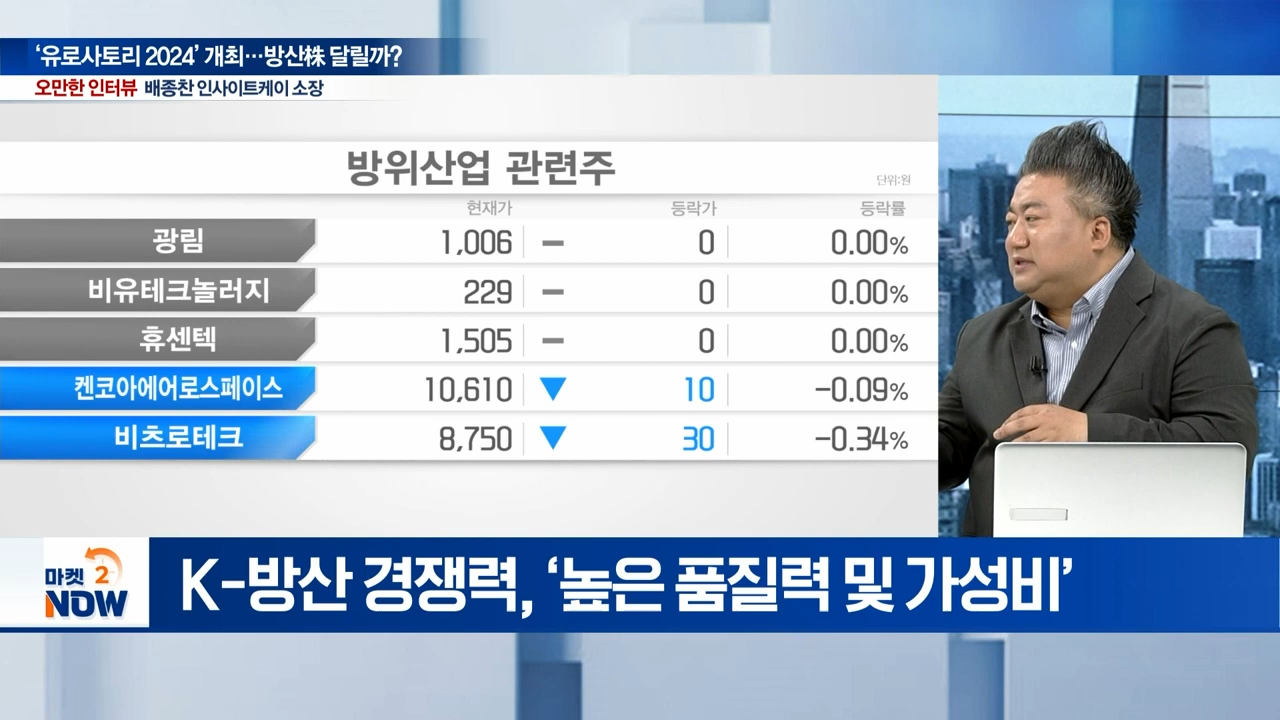 ‘유로사토리 2024’ 개최…방산株 달릴까?
오만한 인터뷰 배종찬 인사이트케이 소장
방위산업 관련주
단위:원
현재가 등락가 등락률
광림 1,006 – 0 0.00%
비유테크놀러지 229 – 0 0.00%
휴센텍 1,505 – 0 0.00%
켄코아에어로스페이스 10,610 ▼ 10 -0.09%
비츠로테크 8,750 ▼ 30 -0.34%
마켓 2
NOW
K-방산 경쟁력, ‘높은 품질력 및 가성비’